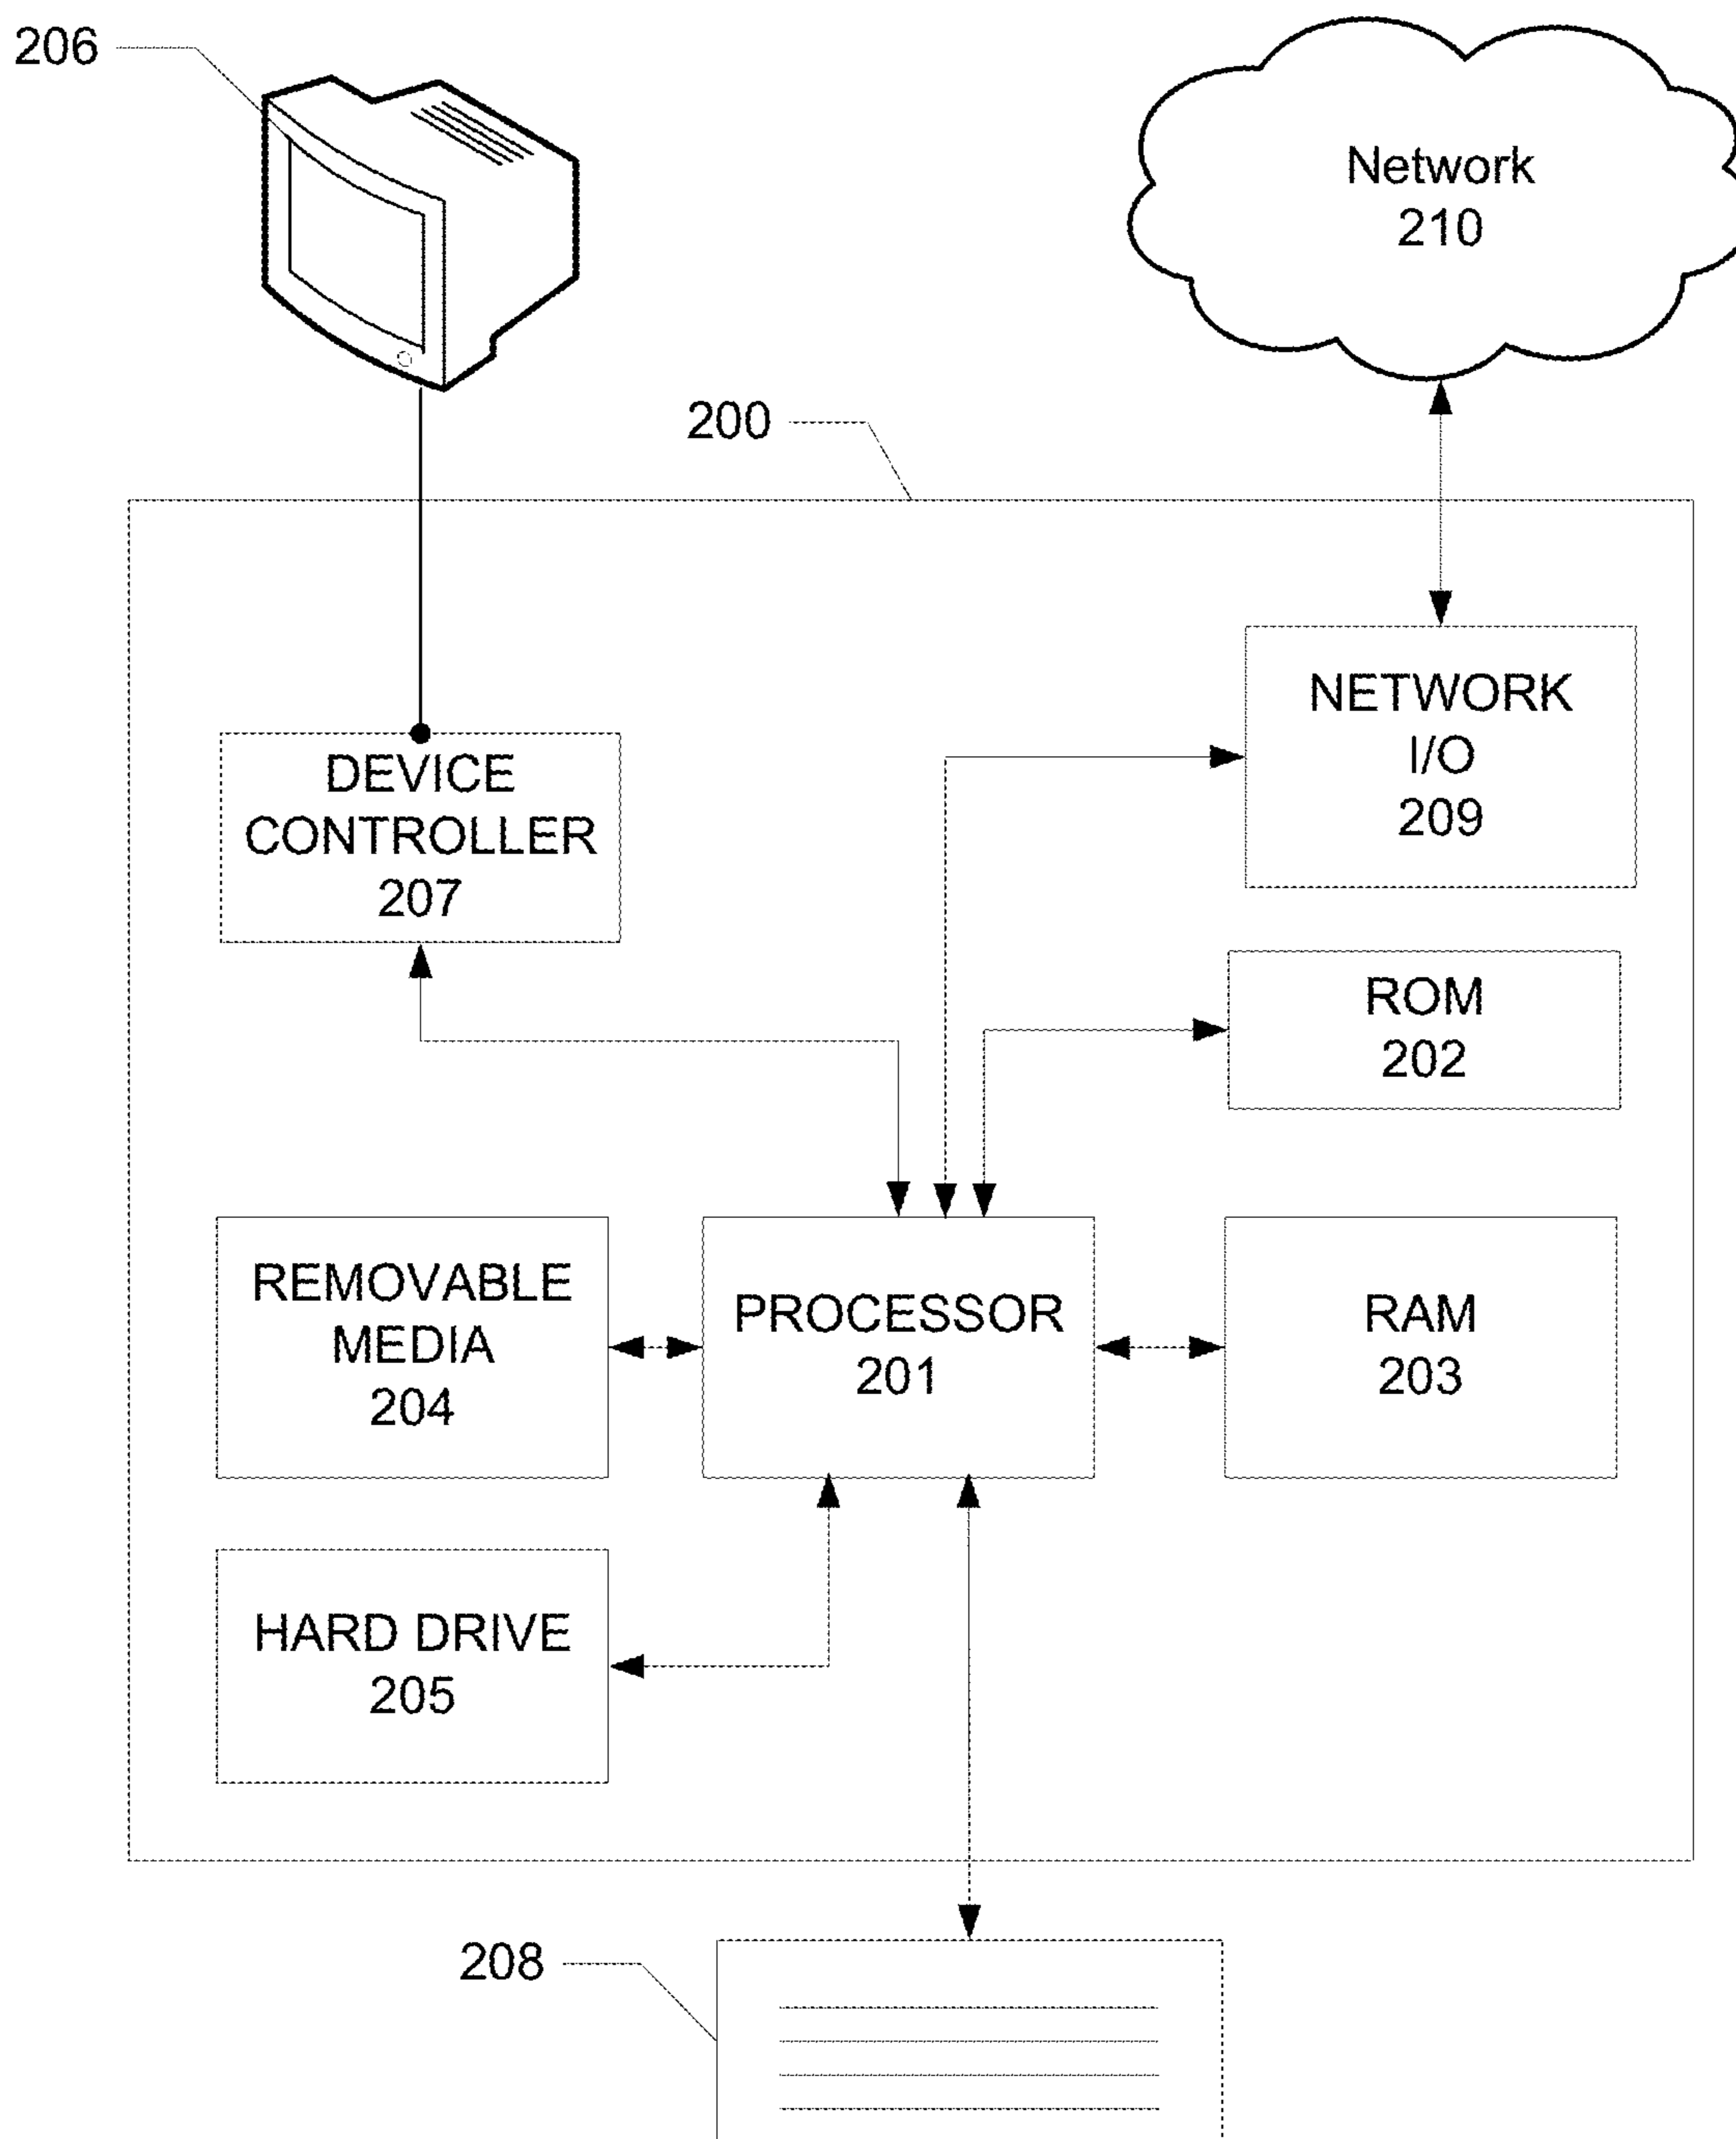 206
Network
210
200
NETWORK
I/O
209
DEVICE
CONTROLLER
207
ROM
202
REMOVABLE
MEDIA
204
PROCESSOR
201
RAM
203
HARD DRIVE
205
208